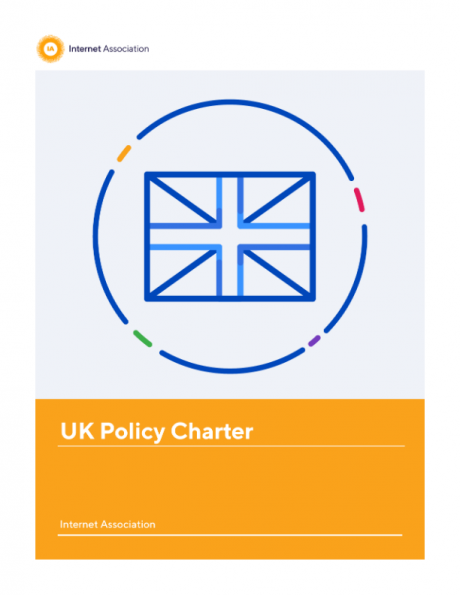 IA Internet Association
UK Policy Charter
Internet Association